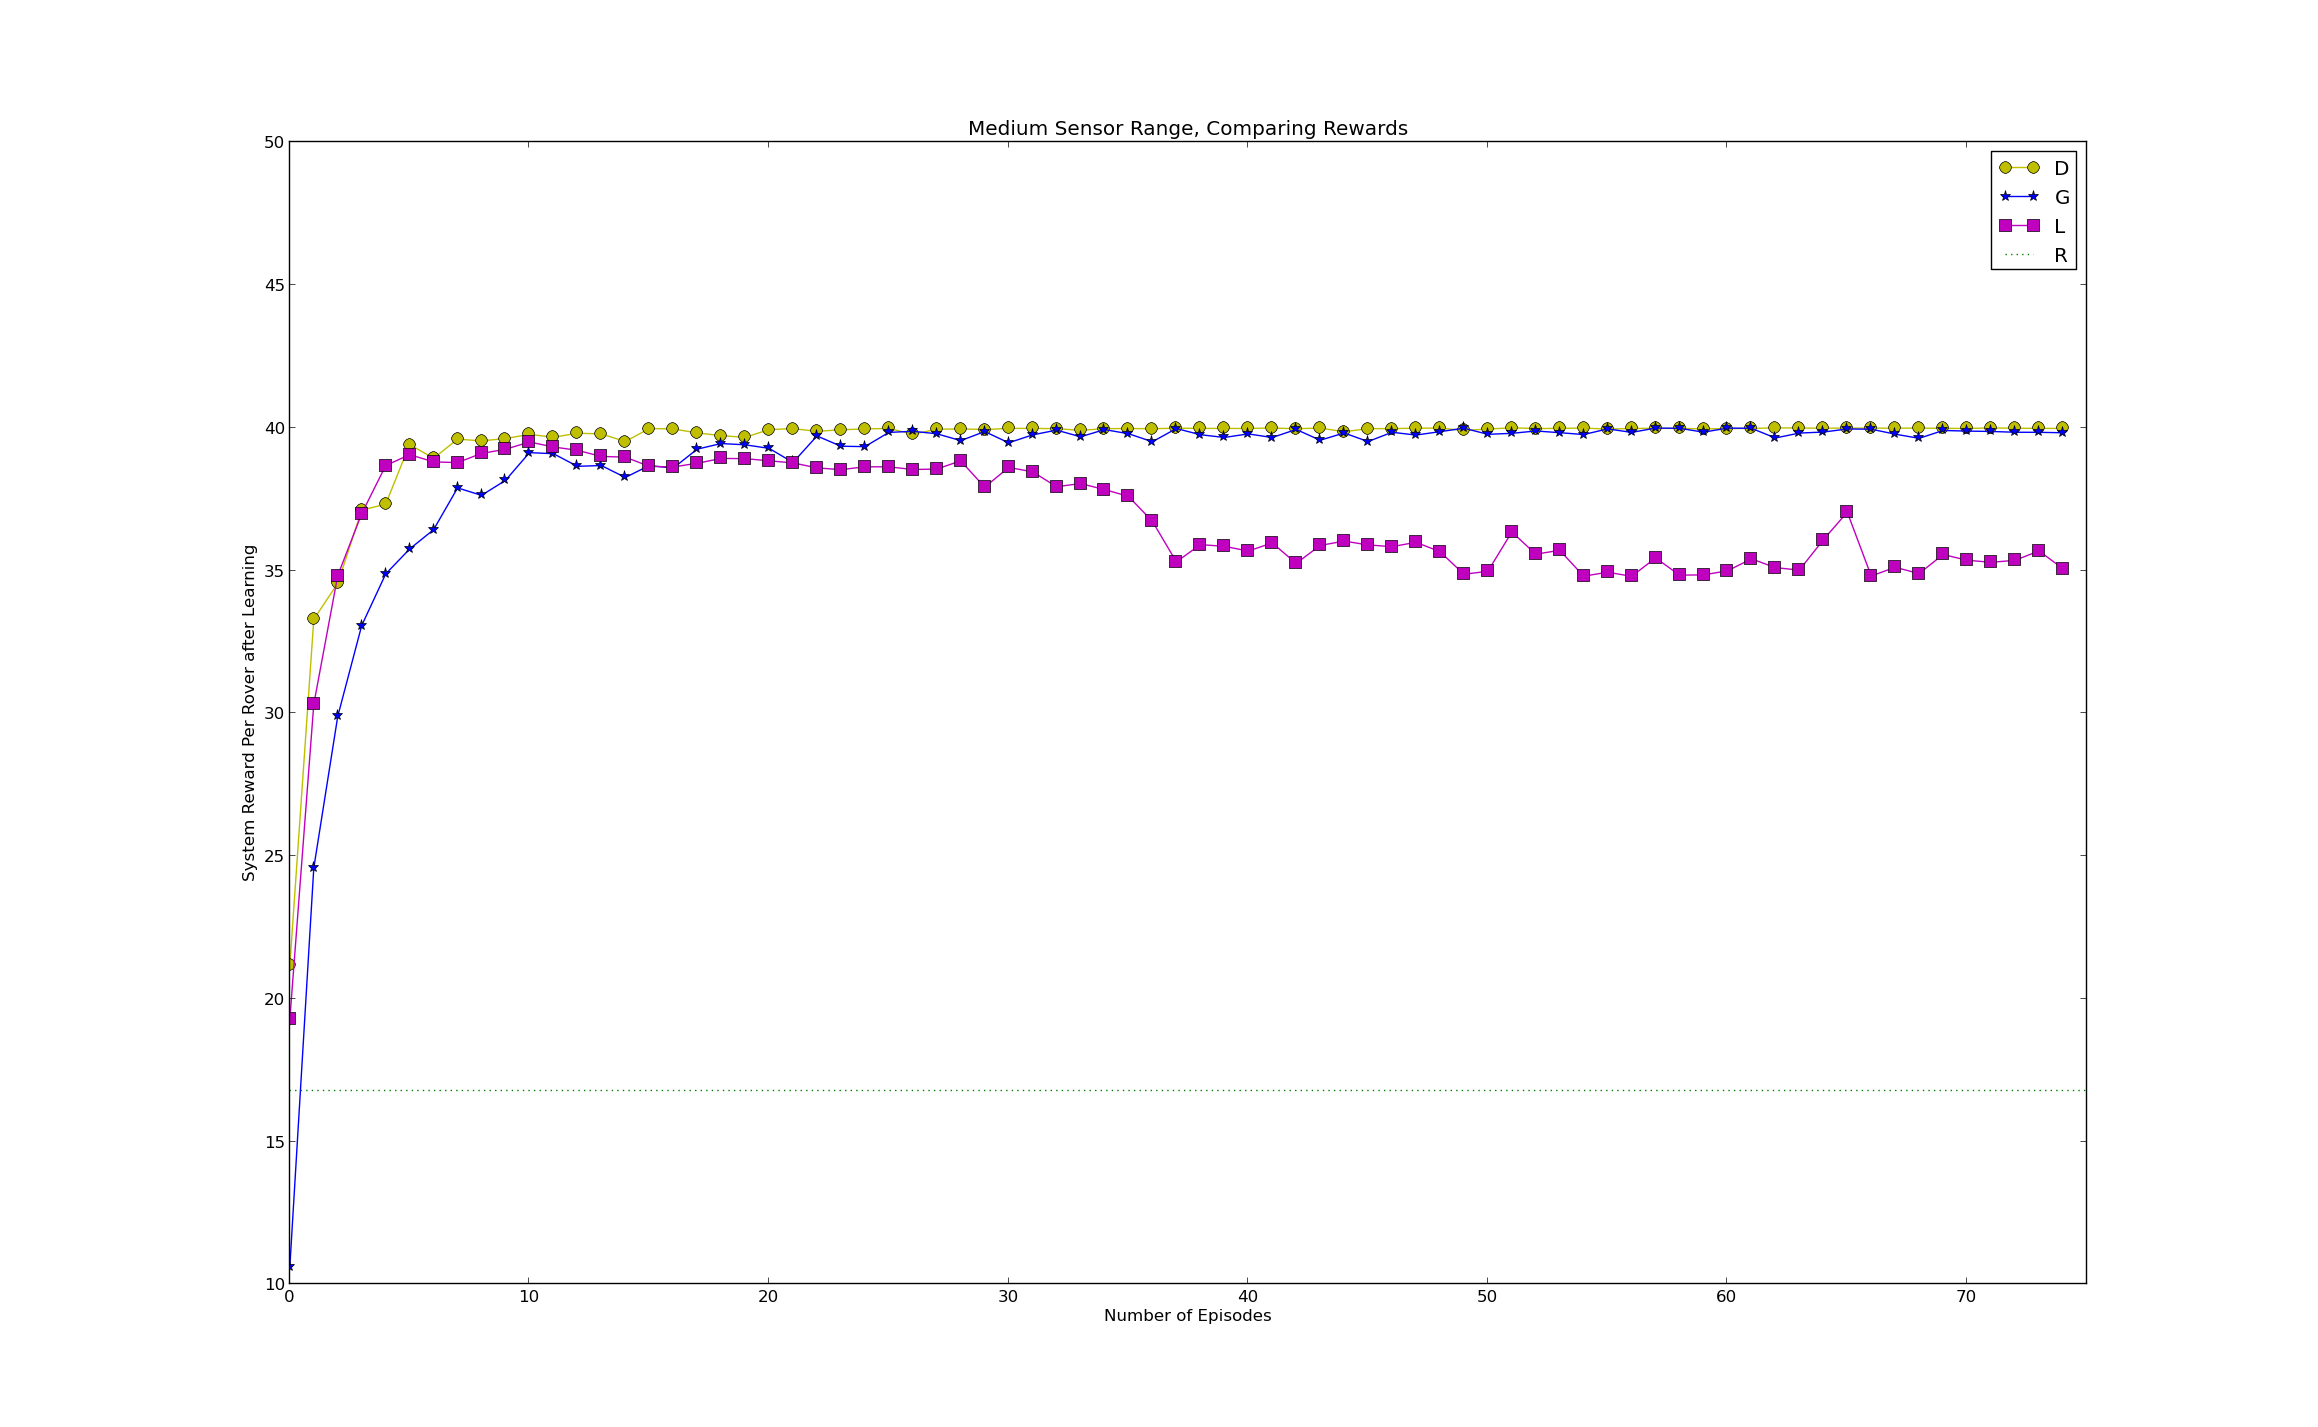 Medium Sensor Range, Comparing Rewards
50
45
40
35
30
25
20
15
10
System Reward Per Rover after Learning
D
G
L
R
0 10 20 30 40 50 60 70
Number of Episodes